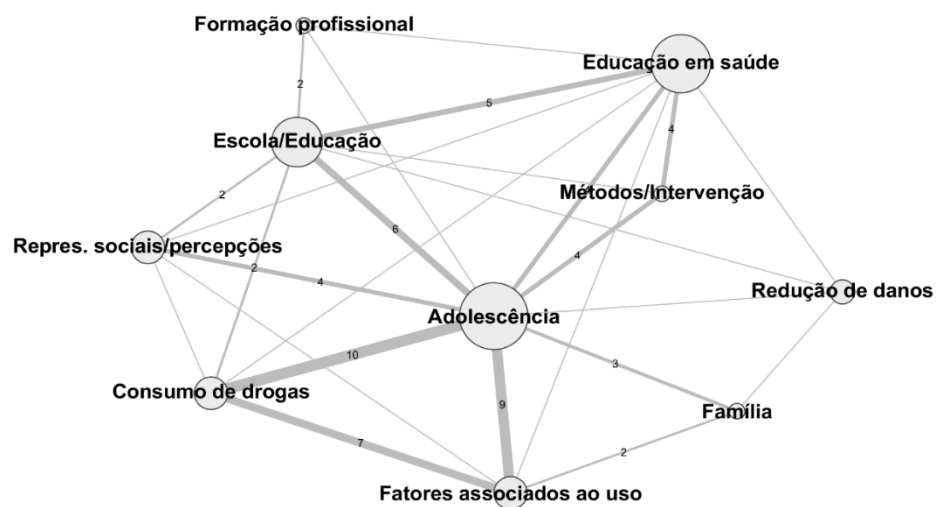 Formação profissional
Educação em saúde
2
5
Escola/Educação
4
2
Métodos/Intervenção
6
Repres. sociais/percepções
4
2
4
Redução de danos
Adolescência
10
3
Consumo de drogas
9
Família
7
2
Fatores associados ao uso